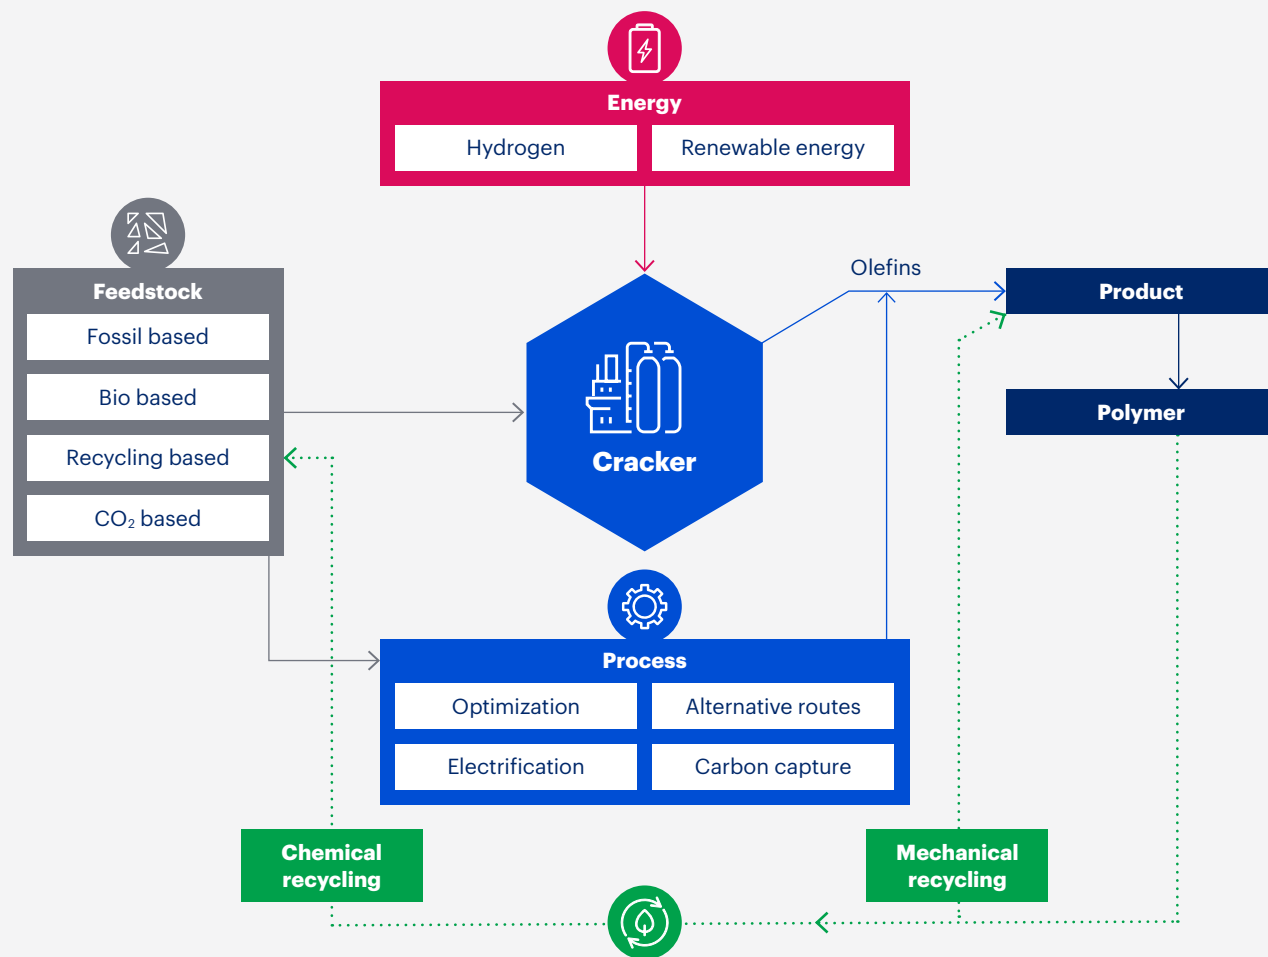 Energy
Hydrogen
Renewable energy
Feedstock
Fossil based
Bio based
Recycling based
CO₂ based
Cracker
Olefins
Product
Polymer
Process
Optimization
Alternative routes
Electrification
Carbon capture
Chemical
recycling
Mechanical
recycling